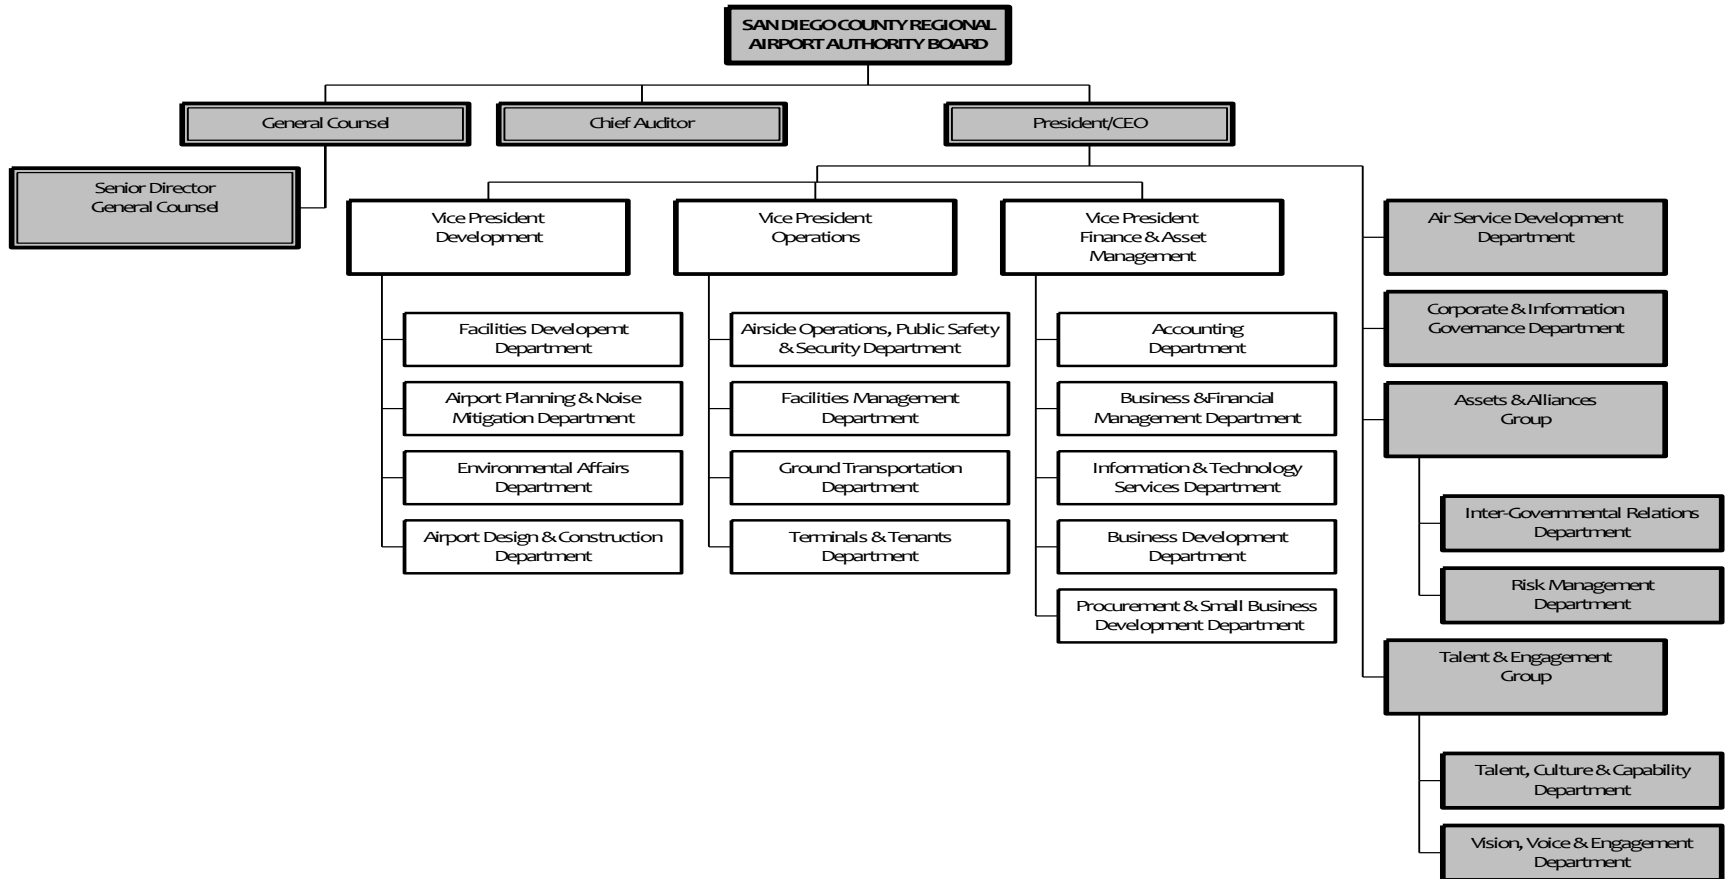 SAN DIEGO COUNTY REGIONAL
AIRPORT AUTHORITY BOARD
General Counsel
Chief Auditor
President/CEO
Senior Director
General Counsel
Vice President
Development
Vice President
Operations
Vice President
Finance & Asset
Management
Air Service Development
Department
Corporate & Information
Governance Department
Assets & Alliances
Group
Facilities Developemt
Department
Airport Planning & Noise
Mitigation Department
Environmental Affairs
Department
Airport Design & Construction
Department
Airside Operations, Public Safety
& Security Department
Facilities Management
Department
Ground Transportation
Department
Terminals & Tenants
Department
Accounting
Department
Business &Financial
Management Department
Information & Technology
Services Department
Business Development
Department
Procurement & Small Business
Development Department
Inter-Governmental Relations
Department
Risk Management
Department
Talent & Engagement
Group
Talent, Culture & Capability
Department
Vision, Voice & Engagement
Department